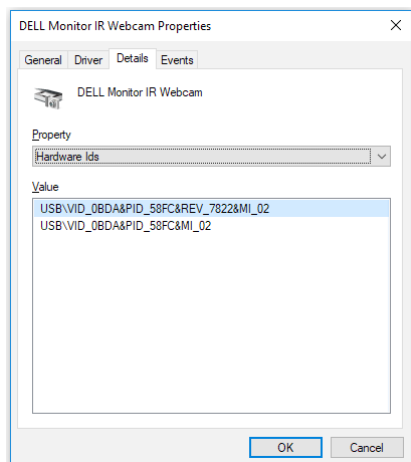 DELL Monitor IR Webcam Properties
General Driver Details Events
DELL Monitor IR Webcam
Property
Hardware Ids
Value
USB\VID_0BDA&PID_58FC&REV_7822&MI_02
USB\VID_0BDA&PID_58FC&MI_02
OK Cancel